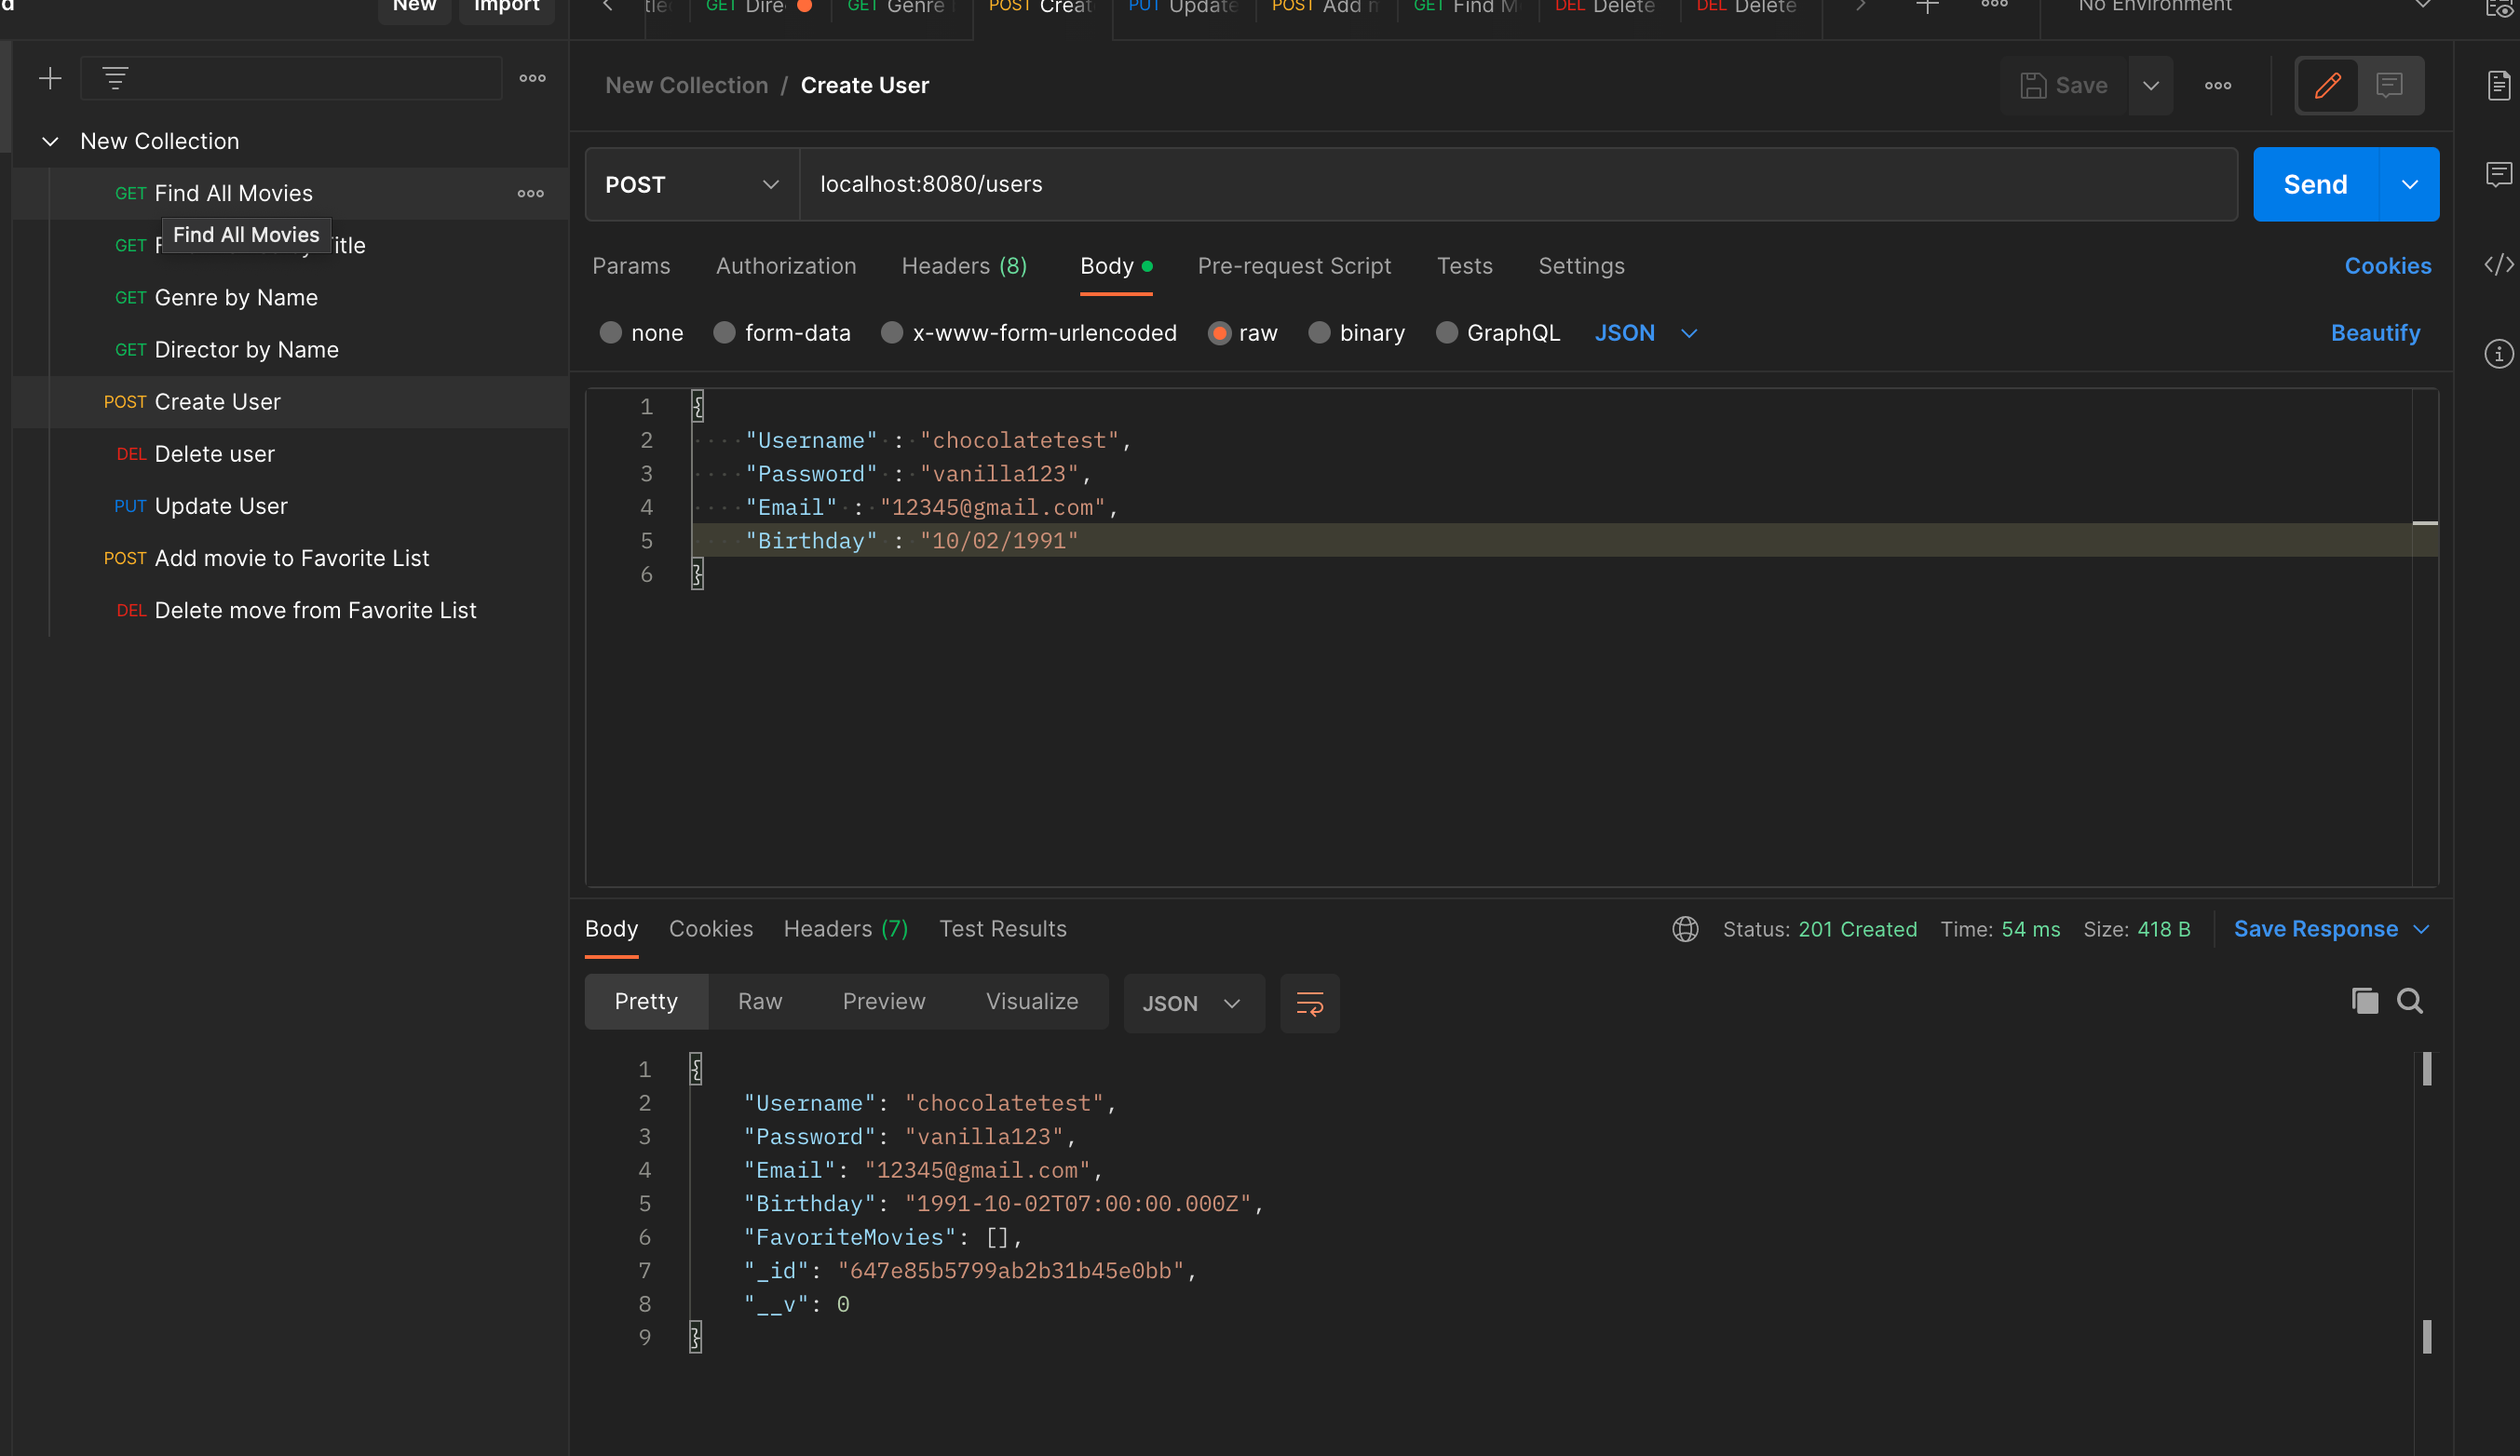 d
New Import
GET Dire GET Genre POST Creat PUT Update POST Add m GET Find M DEL Delete DEL Delete No Environment
New Collection / Create User
Save
New Collection
GET Find All Movies
Find All Movies
GET F itle
GET Genre by Name
GET Director by Name
POST Create User
DEL Delete user
PUT Update User
POST Add movie to Favorite List
DEL Delete move from Favorite List
POST localhost:8080/users
Send
Params Authorization Headers (8) Body Pre-request Script Tests Settings Cookies
none form-data x-www-form-urlencoded raw binary GraphQL JSON Beautify
1 {
2 "Username" : "chocolatetest",
3 "Password" : "vanilla123",
4 "Email" : "12345@gmail.com",
5 "Birthday" : "10/02/1991"
6 }
Body Cookies Headers (7) Test Results Status: 201 Created Time: 54 ms Size: 418 B Save Response
Pretty Raw Preview Visualize JSON
1 {
2 "Username": "chocolatetest",
3 "Password": "vanilla123",
4 "Email": "12345@gmail.com",
5 "Birthday": "1991-10-02T07:00:00.000Z",
6 "FavoriteMovies": [],
7 "_id": "647e85b5799ab2b31b45e0bb",
8 "__v": 0
9 }